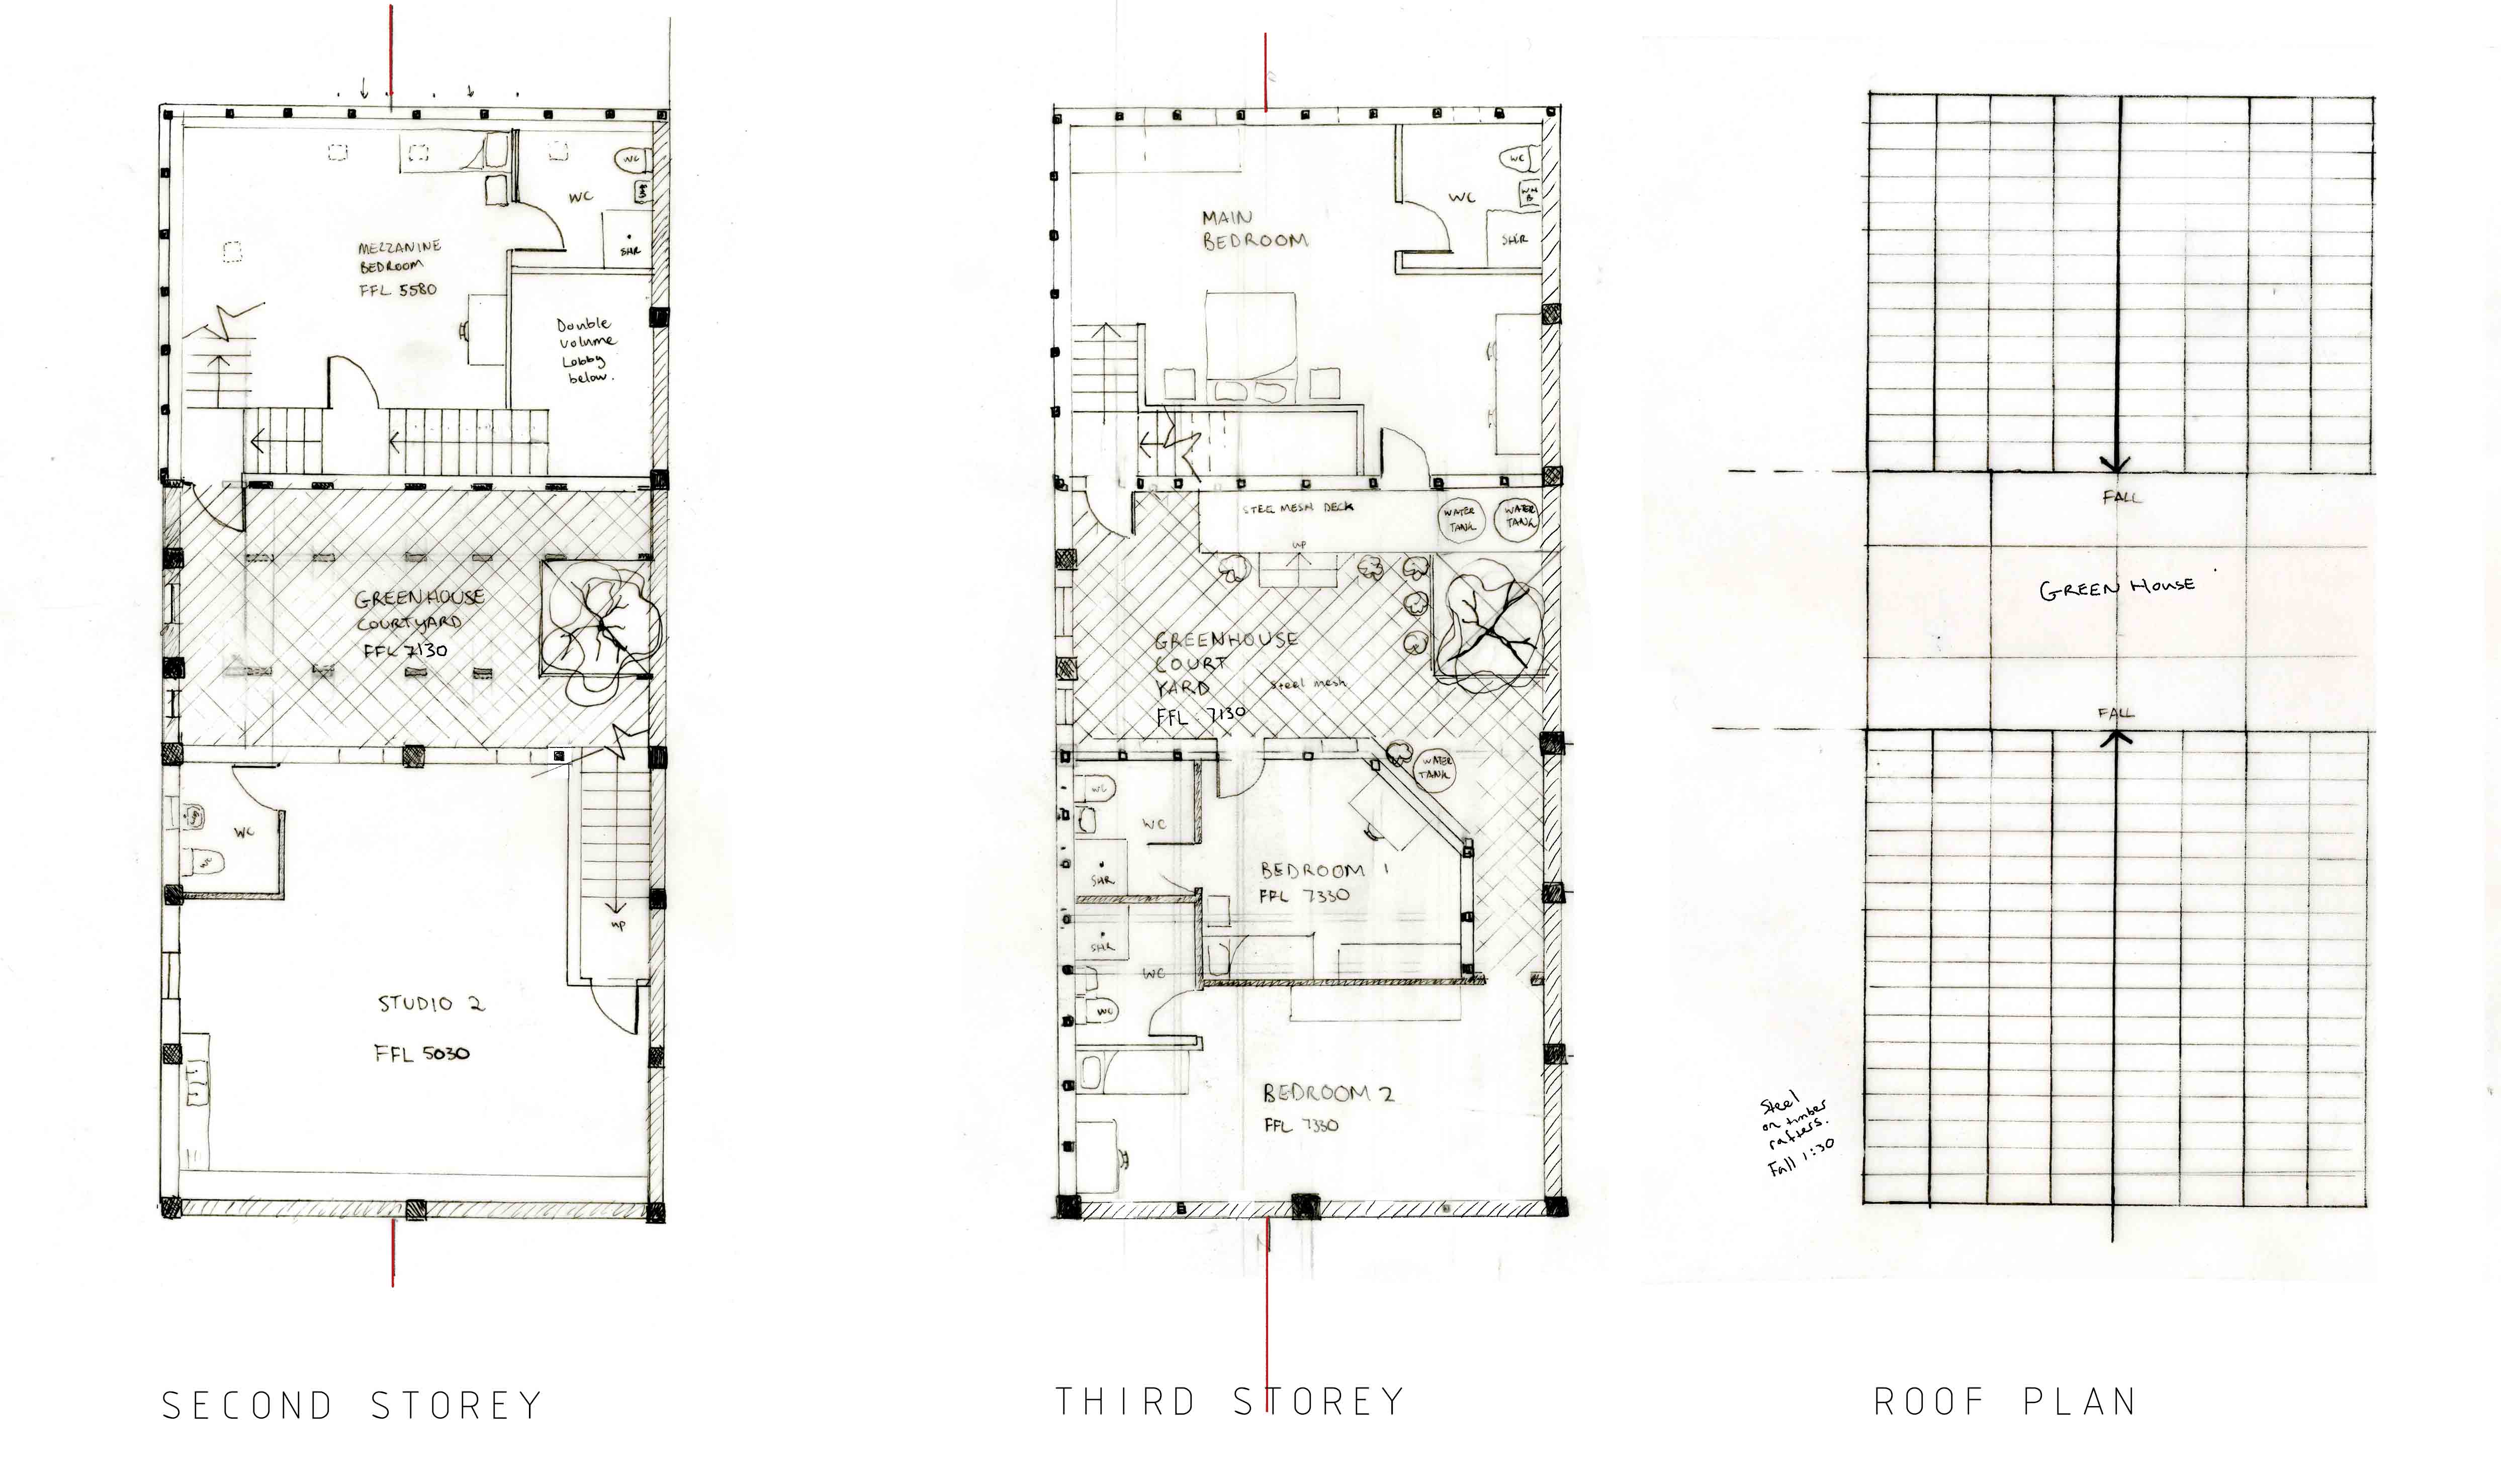 WC
WC
SHR
MEZZANINE
BEDROOM
FFL 5580
Double
volume
Lobby
below.
GREENHOUSE
COURTYARD
FFL 7130
WC
WC
up
STUDIO 2
FFL 5030
SECOND STOREY
WC
WC
WHB
SHR
MAIN
BEDROOM
STEEL MESH DECK
WATER
TANK
WATER
TANK
up
GREENHOUSE
COURT
YARD
Steel mesh
FFL 7130
WATER
TANK
WC
WC
SHR
BEDROOM 1
FFL 7330
SHR
WC
WC
BEDROOM 2
FFL 7330
THIRD STOREY
FALL
GREEN HOUSE
FALL
Steel
on timber
rafters.
Fall 1:30
ROOF PLAN